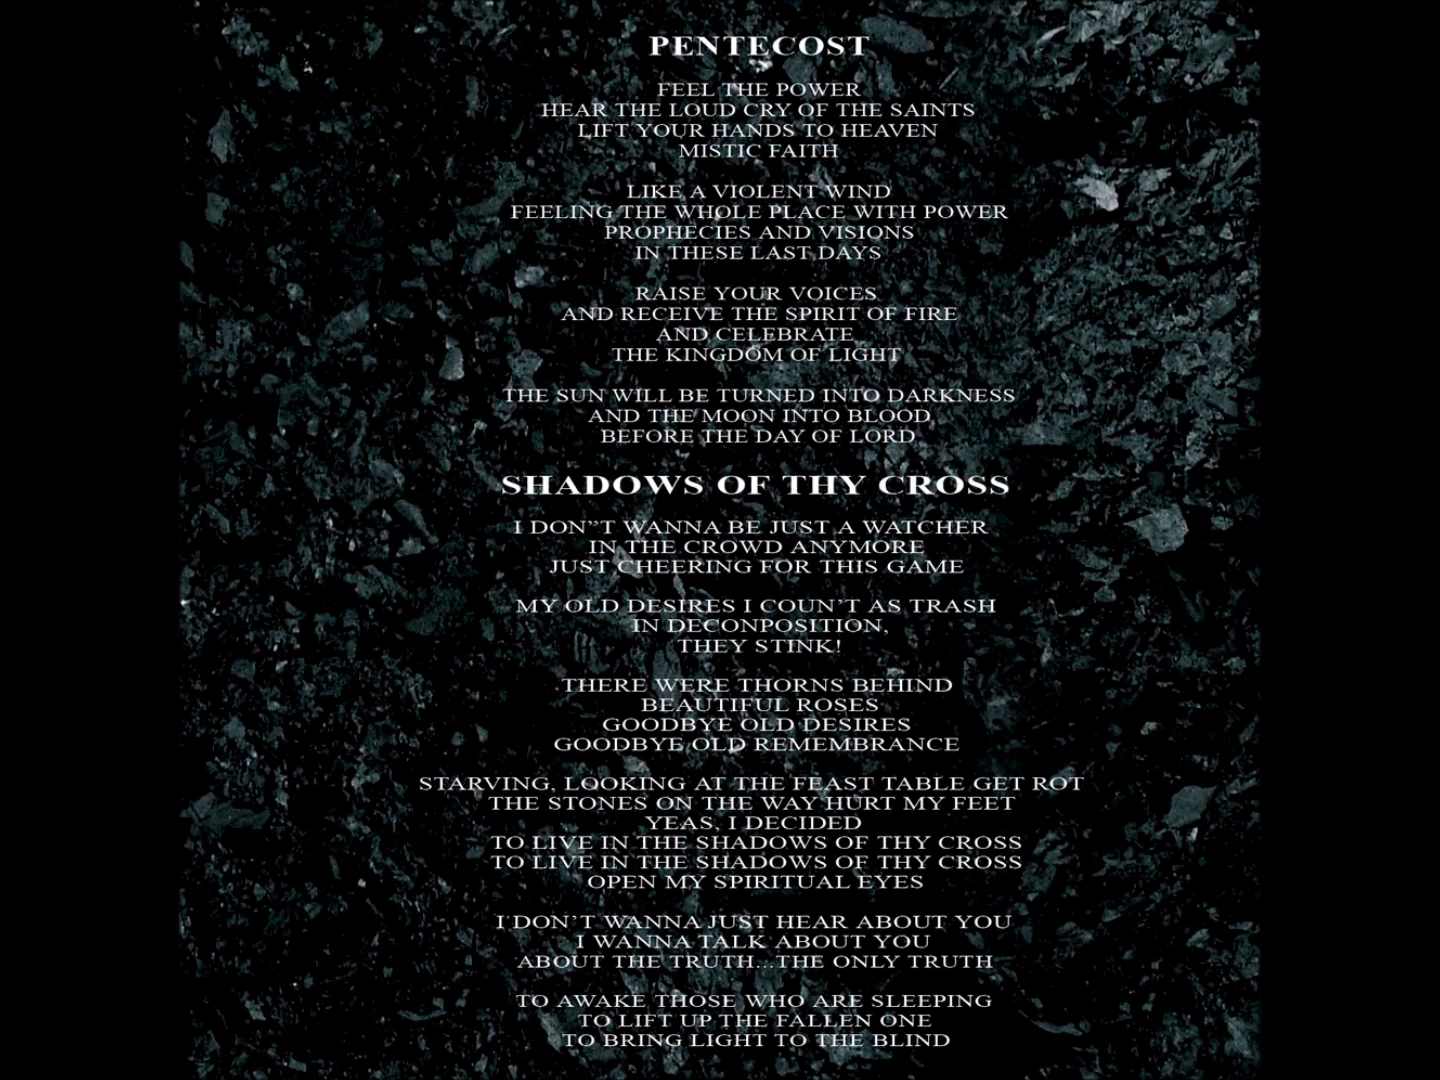 PENTECOST
FEEL THE POWER
HEAR THE LOUD CRY OF THE SAINTS
LIFT YOUR HANDS TO HEAVEN
MISTIC FAITH
LIKE A VIOLENT WIND
FEELING THE WHOLE PLACE WITH POWER
PROPHECIES AND VISIONS
IN THESE LAST DAYS
RAISE YOUR VOICES
AND RECEIVE THE SPIRIT OF FIRE
AND CELEBRATE
THE KINGDOM OF LIGHT
THE SUN WILL BE TURNED INTO DARKNESS
AND THE MOON INTO BLOOD
BEFORE THE DAY OF LORD
SHADOWS OF THY CROSS
I DON”T WANNA BE JUST A WATCHER
IN THE CROWD ANYMORE
JUST CHEERING FOR THIS GAME
MY OLD DESIRES I COUN’T AS TRASH
IN DECONPOSITION,
THEY STINK!
THERE WERE THORNS BEHIND
BEAUTIFUL ROSES
GOODBYE OLD DESIRES
GOODBYE OLD REMEMBRANCE
STARVING, LOOKING AT THE FEAST TABLE GET ROT
THE STONES ON THE WAY HURT MY FEET
YEAS, I DECIDED
TO LIVE IN THE SHADOWS OF THY CROSS
TO LIVE IN THE SHADOWS OF THY CROSS
OPEN MY SPIRITUAL EYES
I DON’T WANNA JUST HEAR ABOUT YOU
I WANNA TALK ABOUT YOU
ABOUT THE TRUTH...THE ONLY TRUTH
TO AWAKE THOSE WHO ARE SLEEPING
TO LIFT UP THE FALLEN ONE
TO BRING LIGHT TO THE BLIND